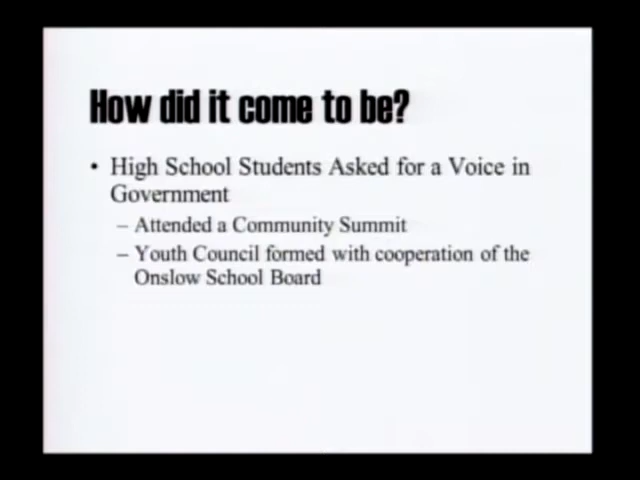 How did it come to be?
• High School Students Asked for a Voice in
Government
– Attended a Community Summit
– Youth Council formed with cooperation of the
Onslow School Board